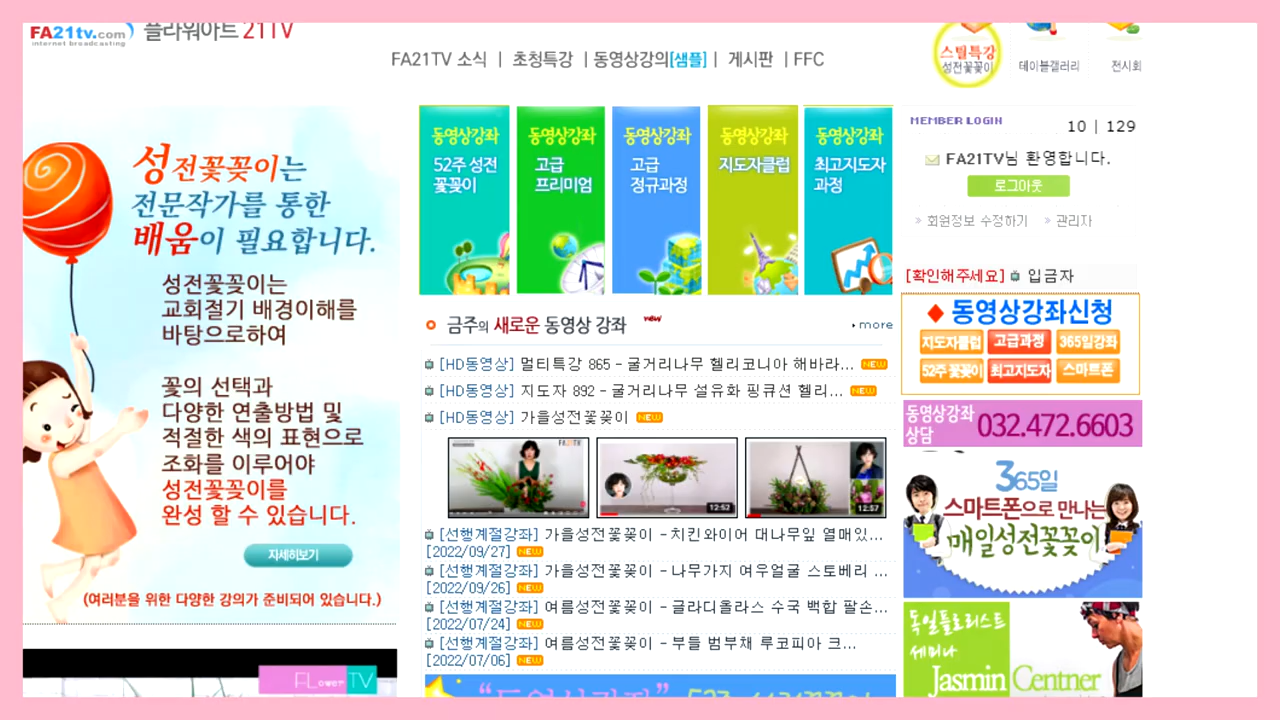 FA21tv.com
internet broadcasting
플라워아트 21TV
FA21TV 소식 | 초청특강 | 동영상강의[샘플] | 게시판 | FFC
스밀특강
성전꽃꽂이
테이블갤러리
전시회
성전꽃꽂이는
전문작가를 통한
배움이 필요합니다.
성전꽃꽂이는
교회절기 배경이해를
바탕으로하여
꽃의 선택과
다양한 연출방법 및
적절한 색의 표현으로
조화를 이루어야
성전꽃꽂이를
완성 할 수 있습니다.
자세히보기
(여러분을 위한 다양한 강의가 준비되어 있습니다.)
FLower TV
동영상강좌
52주 성전
꽃꽂이
동영상강좌
고급
프리미엄
동영상강좌
고급
정규과정
동영상강좌
지도자클럽
동영상강좌
최고지도자
과정
금주의 새로운 동영상 강좌 new
more
[HD동영상] 멀티특강 865 - 굴거리나무 헬리코니아 해바라... NEW
[HD동영상] 지도자 892 - 굴거리나무 설유화 핑큐션 헬리... NEW
[HD동영상] 가을성전꽃꽂이 NEW
Fa21TV
12:52
12:57
[선행계절강좌] 가을성전꽃꽂이 - 치킨와이어 대나무잎 열매있...
[2022/09/27] NEW
[선행계절강좌] 가을성전꽃꽂이 - 나무가지 여우얼굴 스토베리 ...
[2022/09/26] NEW
[선행계절강좌] 여름성전꽃꽂이 - 글라디올라스 수국 백합 팔손...
[2022/07/24] NEW
[선행계절강좌] 여름성전꽃꽂이 - 부들 범부채 루코피아 크...
[2022/07/06] NEW
MEMBER LOGIN
10 | 129
FA21TV님 환영합니다.
로그아웃
» 회원정보 수정하기 » 관리자
[확인해주세요] 입금자
◆ 동영상강좌신청
지도자클럽 고급과정 365일강좌
52주 꽃꽂이 최고지도자 스마트폰
동영상강좌
상담
032.472.6603
365일
스마트폰으로 만나는
매일성전꽃꽂이
독일플로리스트
세미나
Jasmin Centner